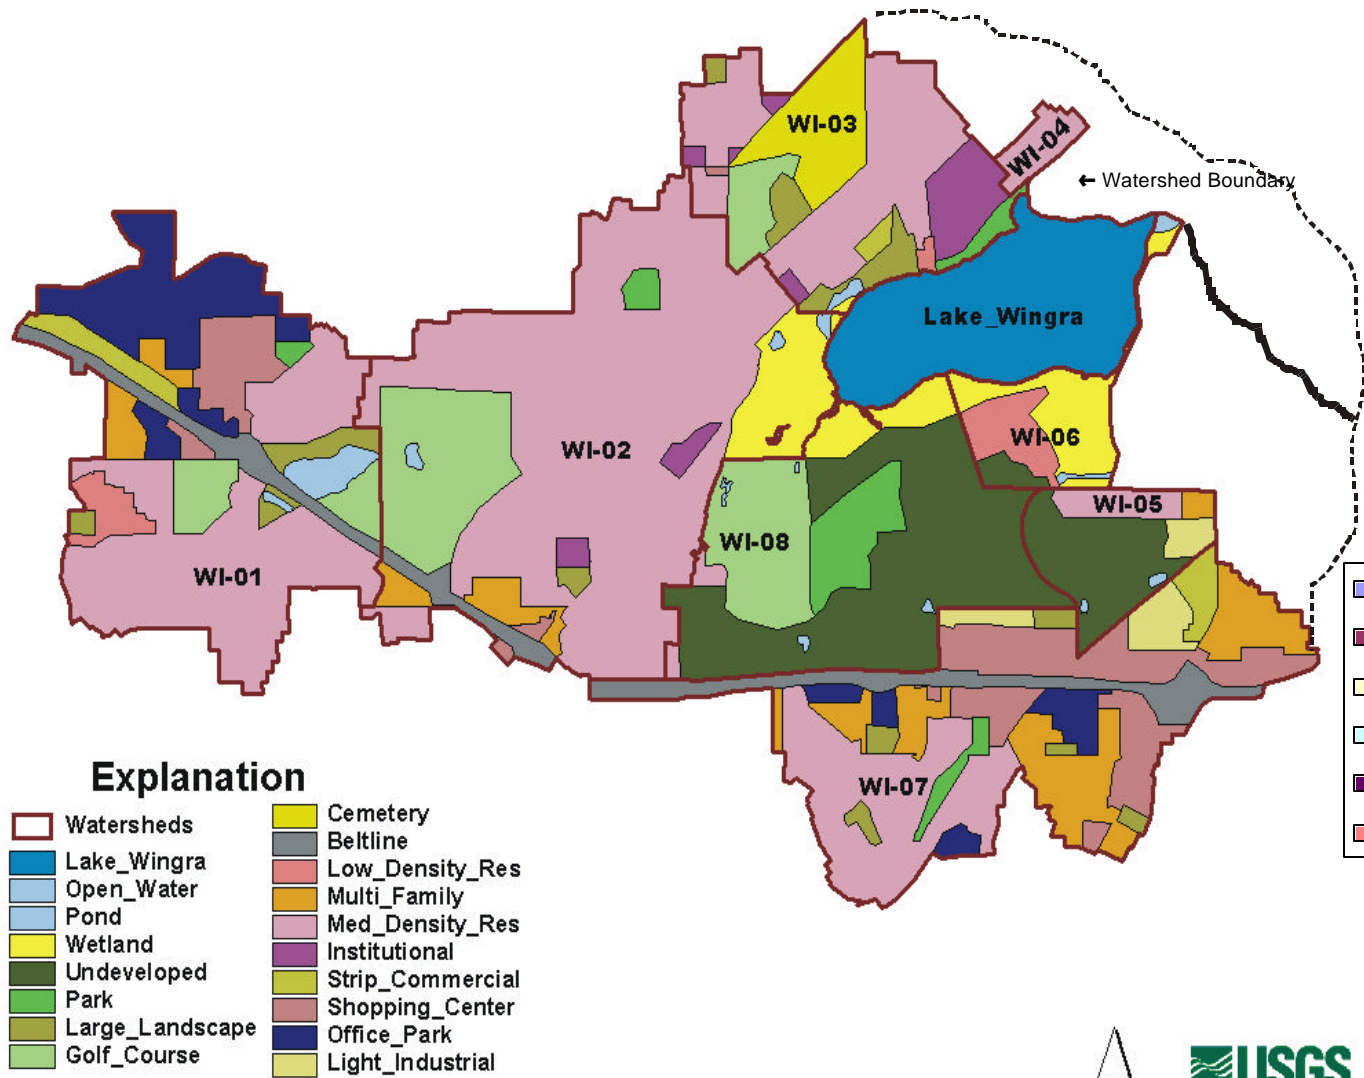 WI-03
WI-04
← Watershed Boundary
Lake_Wingra
WI-02
WI-06
WI-05
WI-08
WI-01
WI-07
Explanation
Watersheds
Lake_Wingra
Open_Water
Pond
Wetland
Undeveloped
Park
Large_Landscape
Golf_Course
Cemetery
Beltline
Low_Density_Res
Multi_Family
Med_Density_Res
Institutional
Strip_Commercial
Shopping_Center
Office_Park
Light_Industrial
USGS